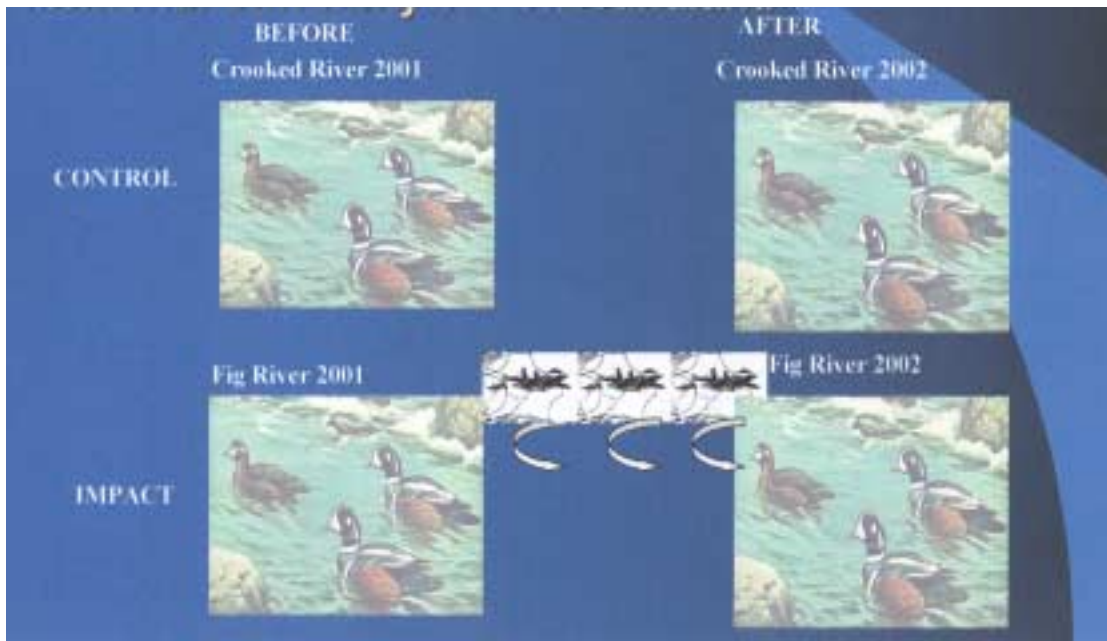 BEFORE
AFTER
Crooked River 2001
Crooked River 2002
CONTROL
Fig River 2001
Fig River 2002
IMPACT